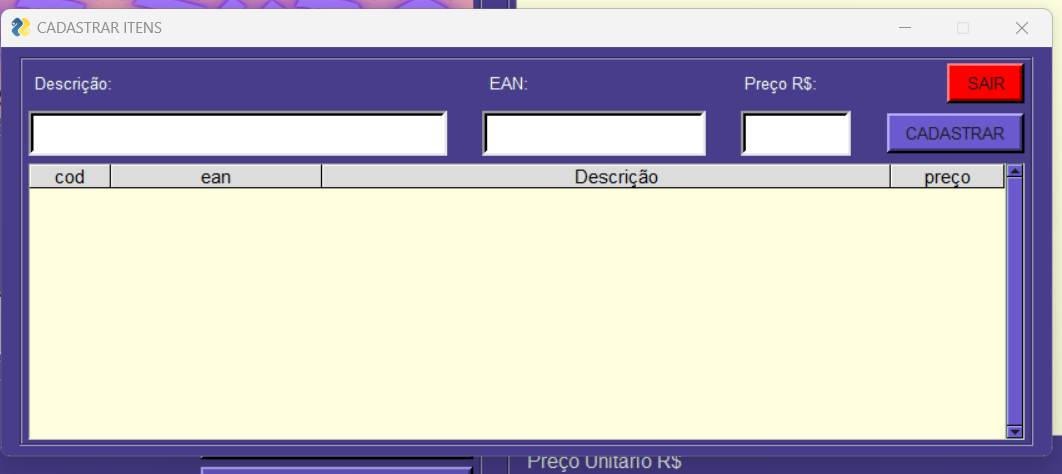 CADASTRAR ITENS
Descrição: EAN: Preço R$: SAIR
CADASTRAR
cod ean Descrição preço
Preço Unitário R$